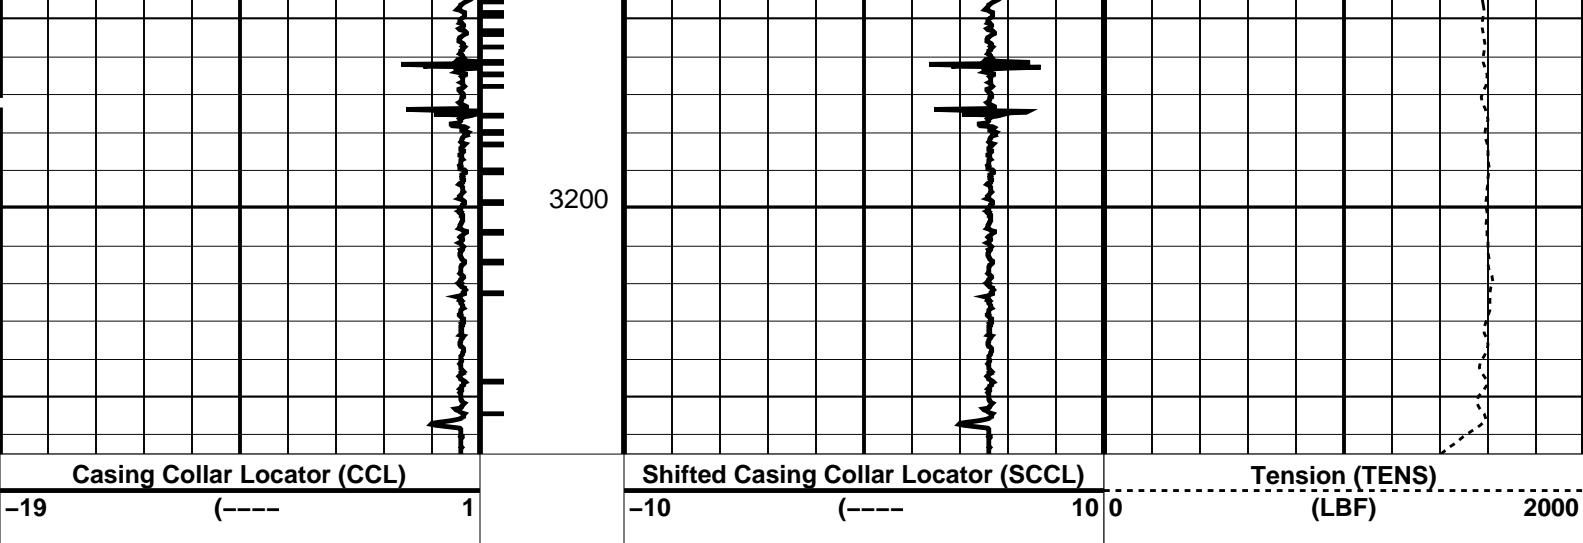 3200
Casing Collar Locator (CCL)
Shifted Casing Collar Locator (SCCL)
Tension (TENS)
−19 (−−−− 1
−10 (−−−− 10
0 (LBF) 2000